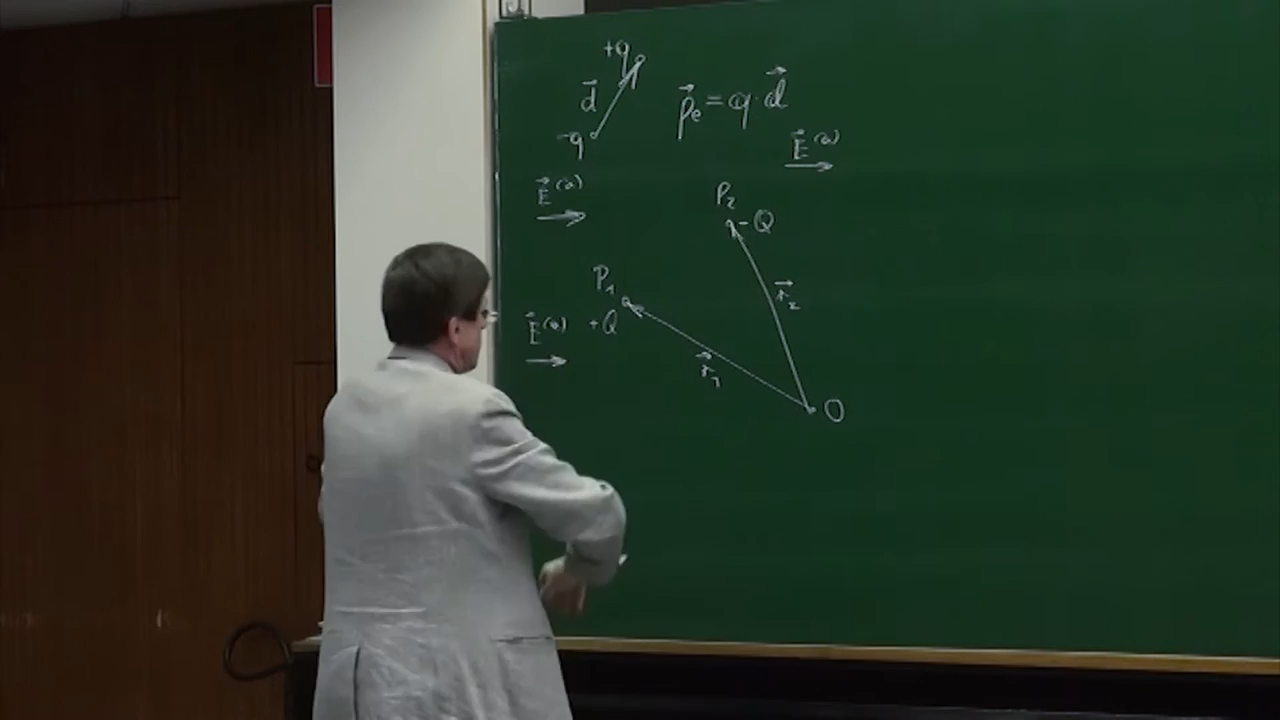 +q
d⃗
-q
p⃗e = q · d⃗
E⃗(a)
E⃗(a)
P2
-Q
P1
+Q
E⃗(a)
r⃗2
r⃗1
O